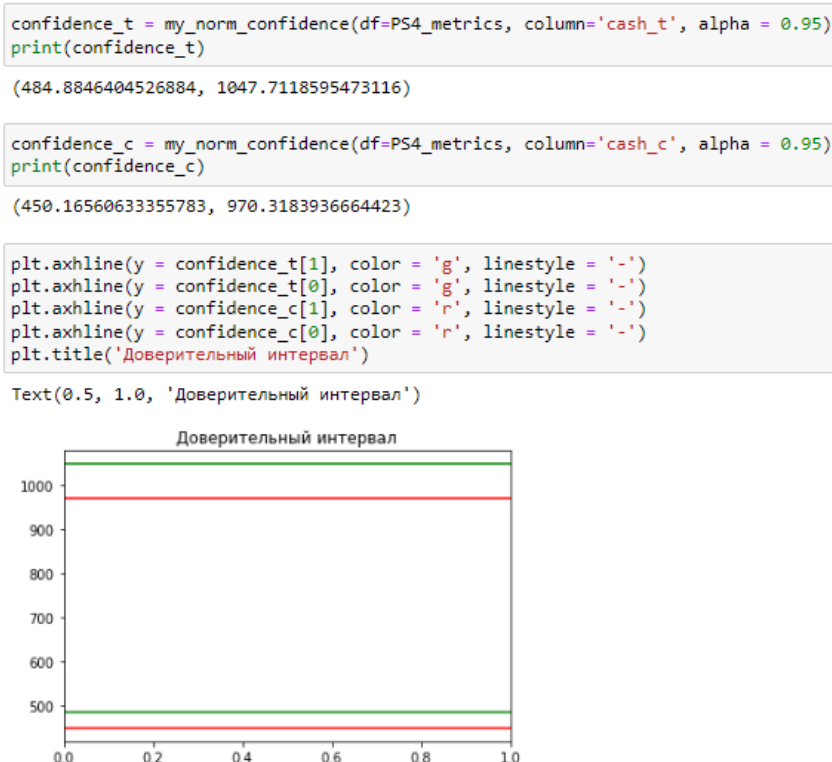 confidence_t = my_norm_confidence(df=PS4_metrics, column='cash_t', alpha = 0.95)
print(confidence_t)
(484.8846404526884, 1047.7118595473116)
confidence_c = my_norm_confidence(df=PS4_metrics, column='cash_c', alpha = 0.95)
print(confidence_c)
(450.16560633355783, 970.3183936664423)
plt.axhline(y = confidence_t[1], color = 'g', linestyle = '-')
plt.axhline(y = confidence_t[0], color = 'g', linestyle = '-')
plt.axhline(y = confidence_c[1], color = 'r', linestyle = '-')
plt.axhline(y = confidence_c[0], color = 'r', linestyle = '-')
plt.title('Доверительный интервал')
Text(0.5, 1.0, 'Доверительный интервал')
Доверительный интервал
1000
900
800
700
600
500
0.0 0.2 0.4 0.6 0.8 1.0